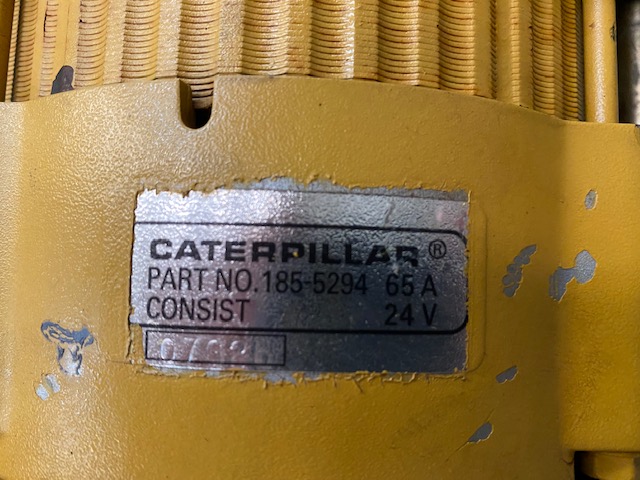 CATERPILLAR®
PART NO.185-5294 65 A
CONSIST 24 V